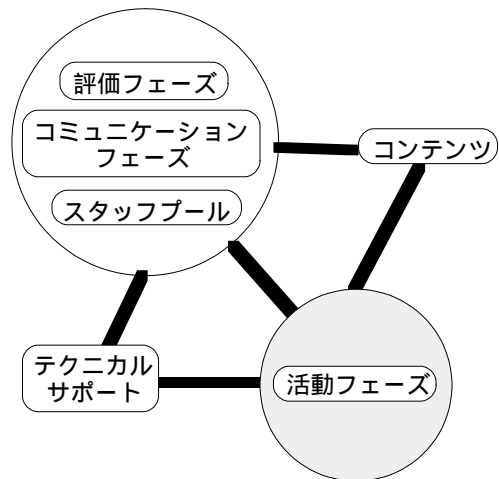 評価フェーズ
コミュニケーション
フェーズ
コンテンツ
スタッフプール
テクニカル
サポート
活動フェーズ